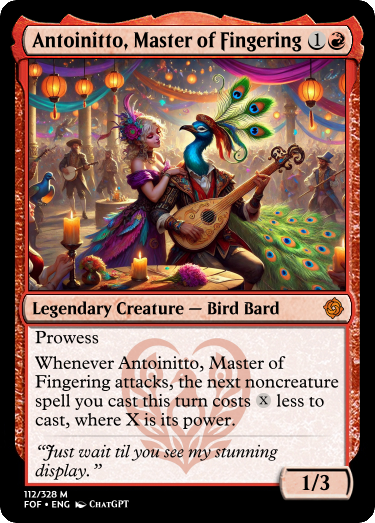 Antoinitto, Master of Fingering 1
Legendary Creature — Bird Bard
Prowess
Whenever Antoinitto, Master of
Fingering attacks, the next noncreature
spell you cast this turn costs X less to
cast, where X is its power.
“Just wait til you see my stunning
display.”
1/3
112/328 M
FOF • ENG ChatGPT